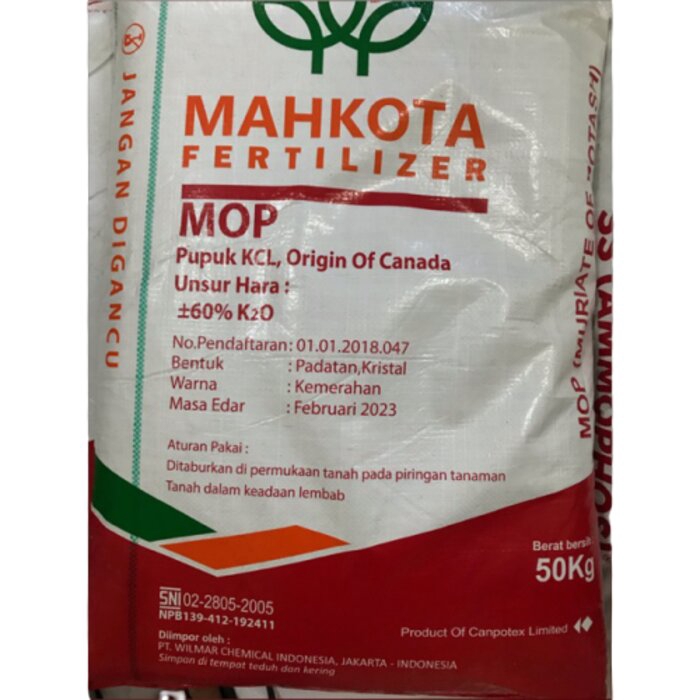 JANGAN DIGANCU
MAHKOTA
FERTILIZER
MOP
Pupuk KCL, Origin Of Canada
Unsur Hara :
±60% K2O
No.Pendaftaran : 01.01.2018.047
Bentuk : Padatan,Kristal
Warna : Kemerahan
Masa Edar : Februari 2023
Aturan Pakai :
Ditaburkan di permukaan tanah pada piringan tanaman
Tanah dalam keadaan lembab
MOP (MURIATE OF POTASH)
Berat bersih
50Kg
SNI 02-2805-2005
NPB139-412-192411
Diimpor oleh :
PT. WILMAR CHEMICAL INDONESIA, JAKARTA - INDONESIA
Simpan di tempat teduh dan kering
Product Of Canpotex Limited